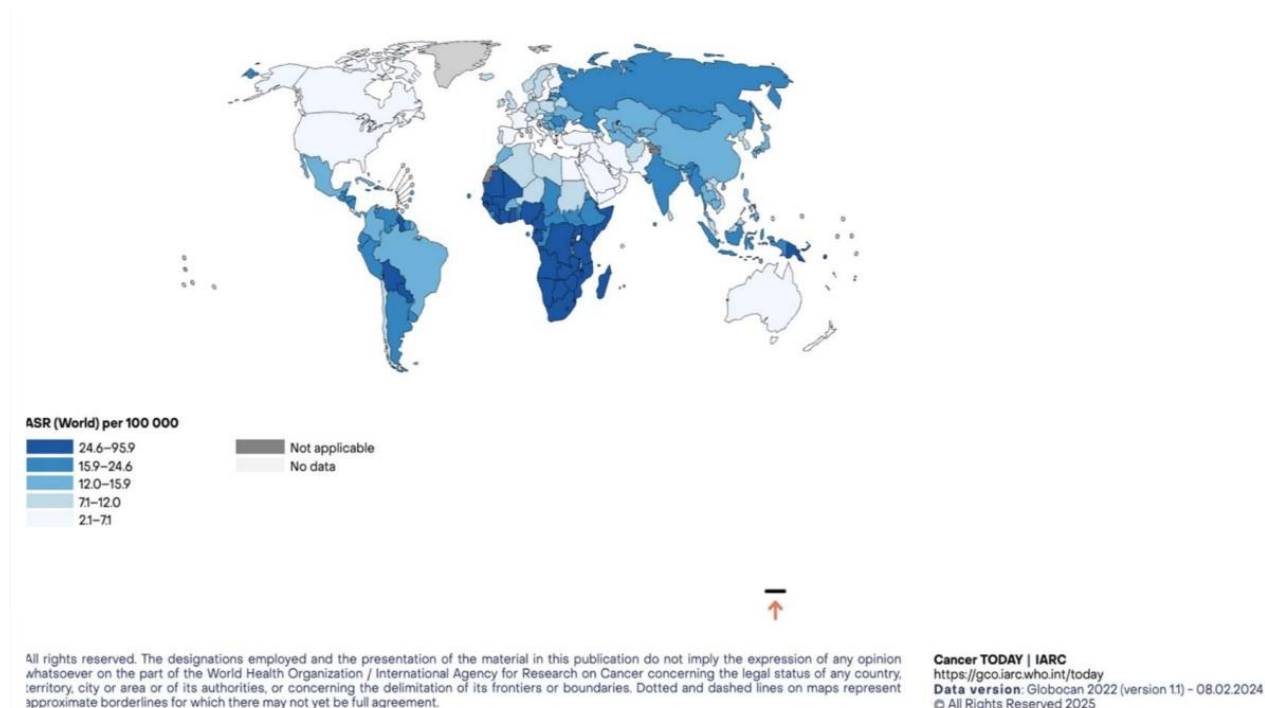 ASR (World) per 100 000
24.6–95.9
15.9–24.6
12.0–15.9
7.1–12.0
2.1–7.1
Not applicable
No data
All rights reserved. The designations employed and the presentation of the material in this publication do not imply the expression of any opinion
whatsoever on the part of the World Health Organization / International Agency for Research on Cancer concerning the legal status of any country,
territory, city or area or of its authorities, or concerning the delimitation of its frontiers or boundaries. Dotted and dashed lines on maps represent
approximate borderlines for which there may not yet be full agreement.
Cancer TODAY | IARC
https://gco.iarc.who.int/today
Data version: Globocan 2022 (version 1.1) - 08.02.2024
© All Rights Reserved 2025